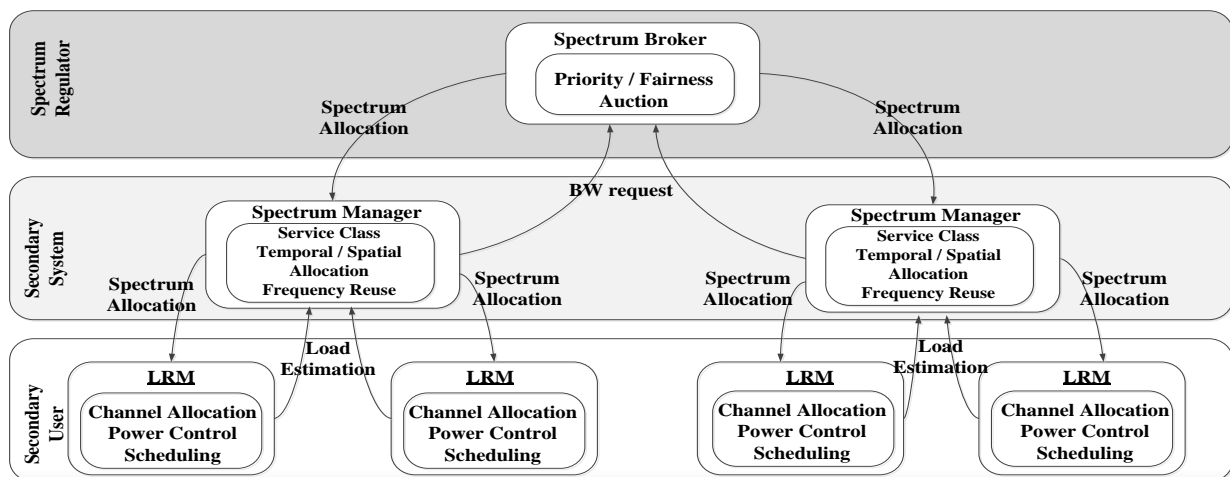 Spectrum
Regulator
Spectrum Broker
Priority / Fairness
Auction
Spectrum
Allocation
Spectrum
Allocation
BW request
Secondary
System
Spectrum Manager
Service Class
Temporal / Spatial
Allocation
Frequency Reuse
Spectrum Manager
Service Class
Temporal / Spatial
Allocation
Frequency Reuse
Spectrum
Allocation
Spectrum
Allocation
Spectrum
Allocation
Spectrum
Allocation
Load
Estimation
Load
Estimation
Secondary
User
LRM
Channel Allocation
Power Control
Scheduling
LRM
Channel Allocation
Power Control
Scheduling
LRM
Channel Allocation
Power Control
Scheduling
LRM
Channel Allocation
Power Control
Scheduling